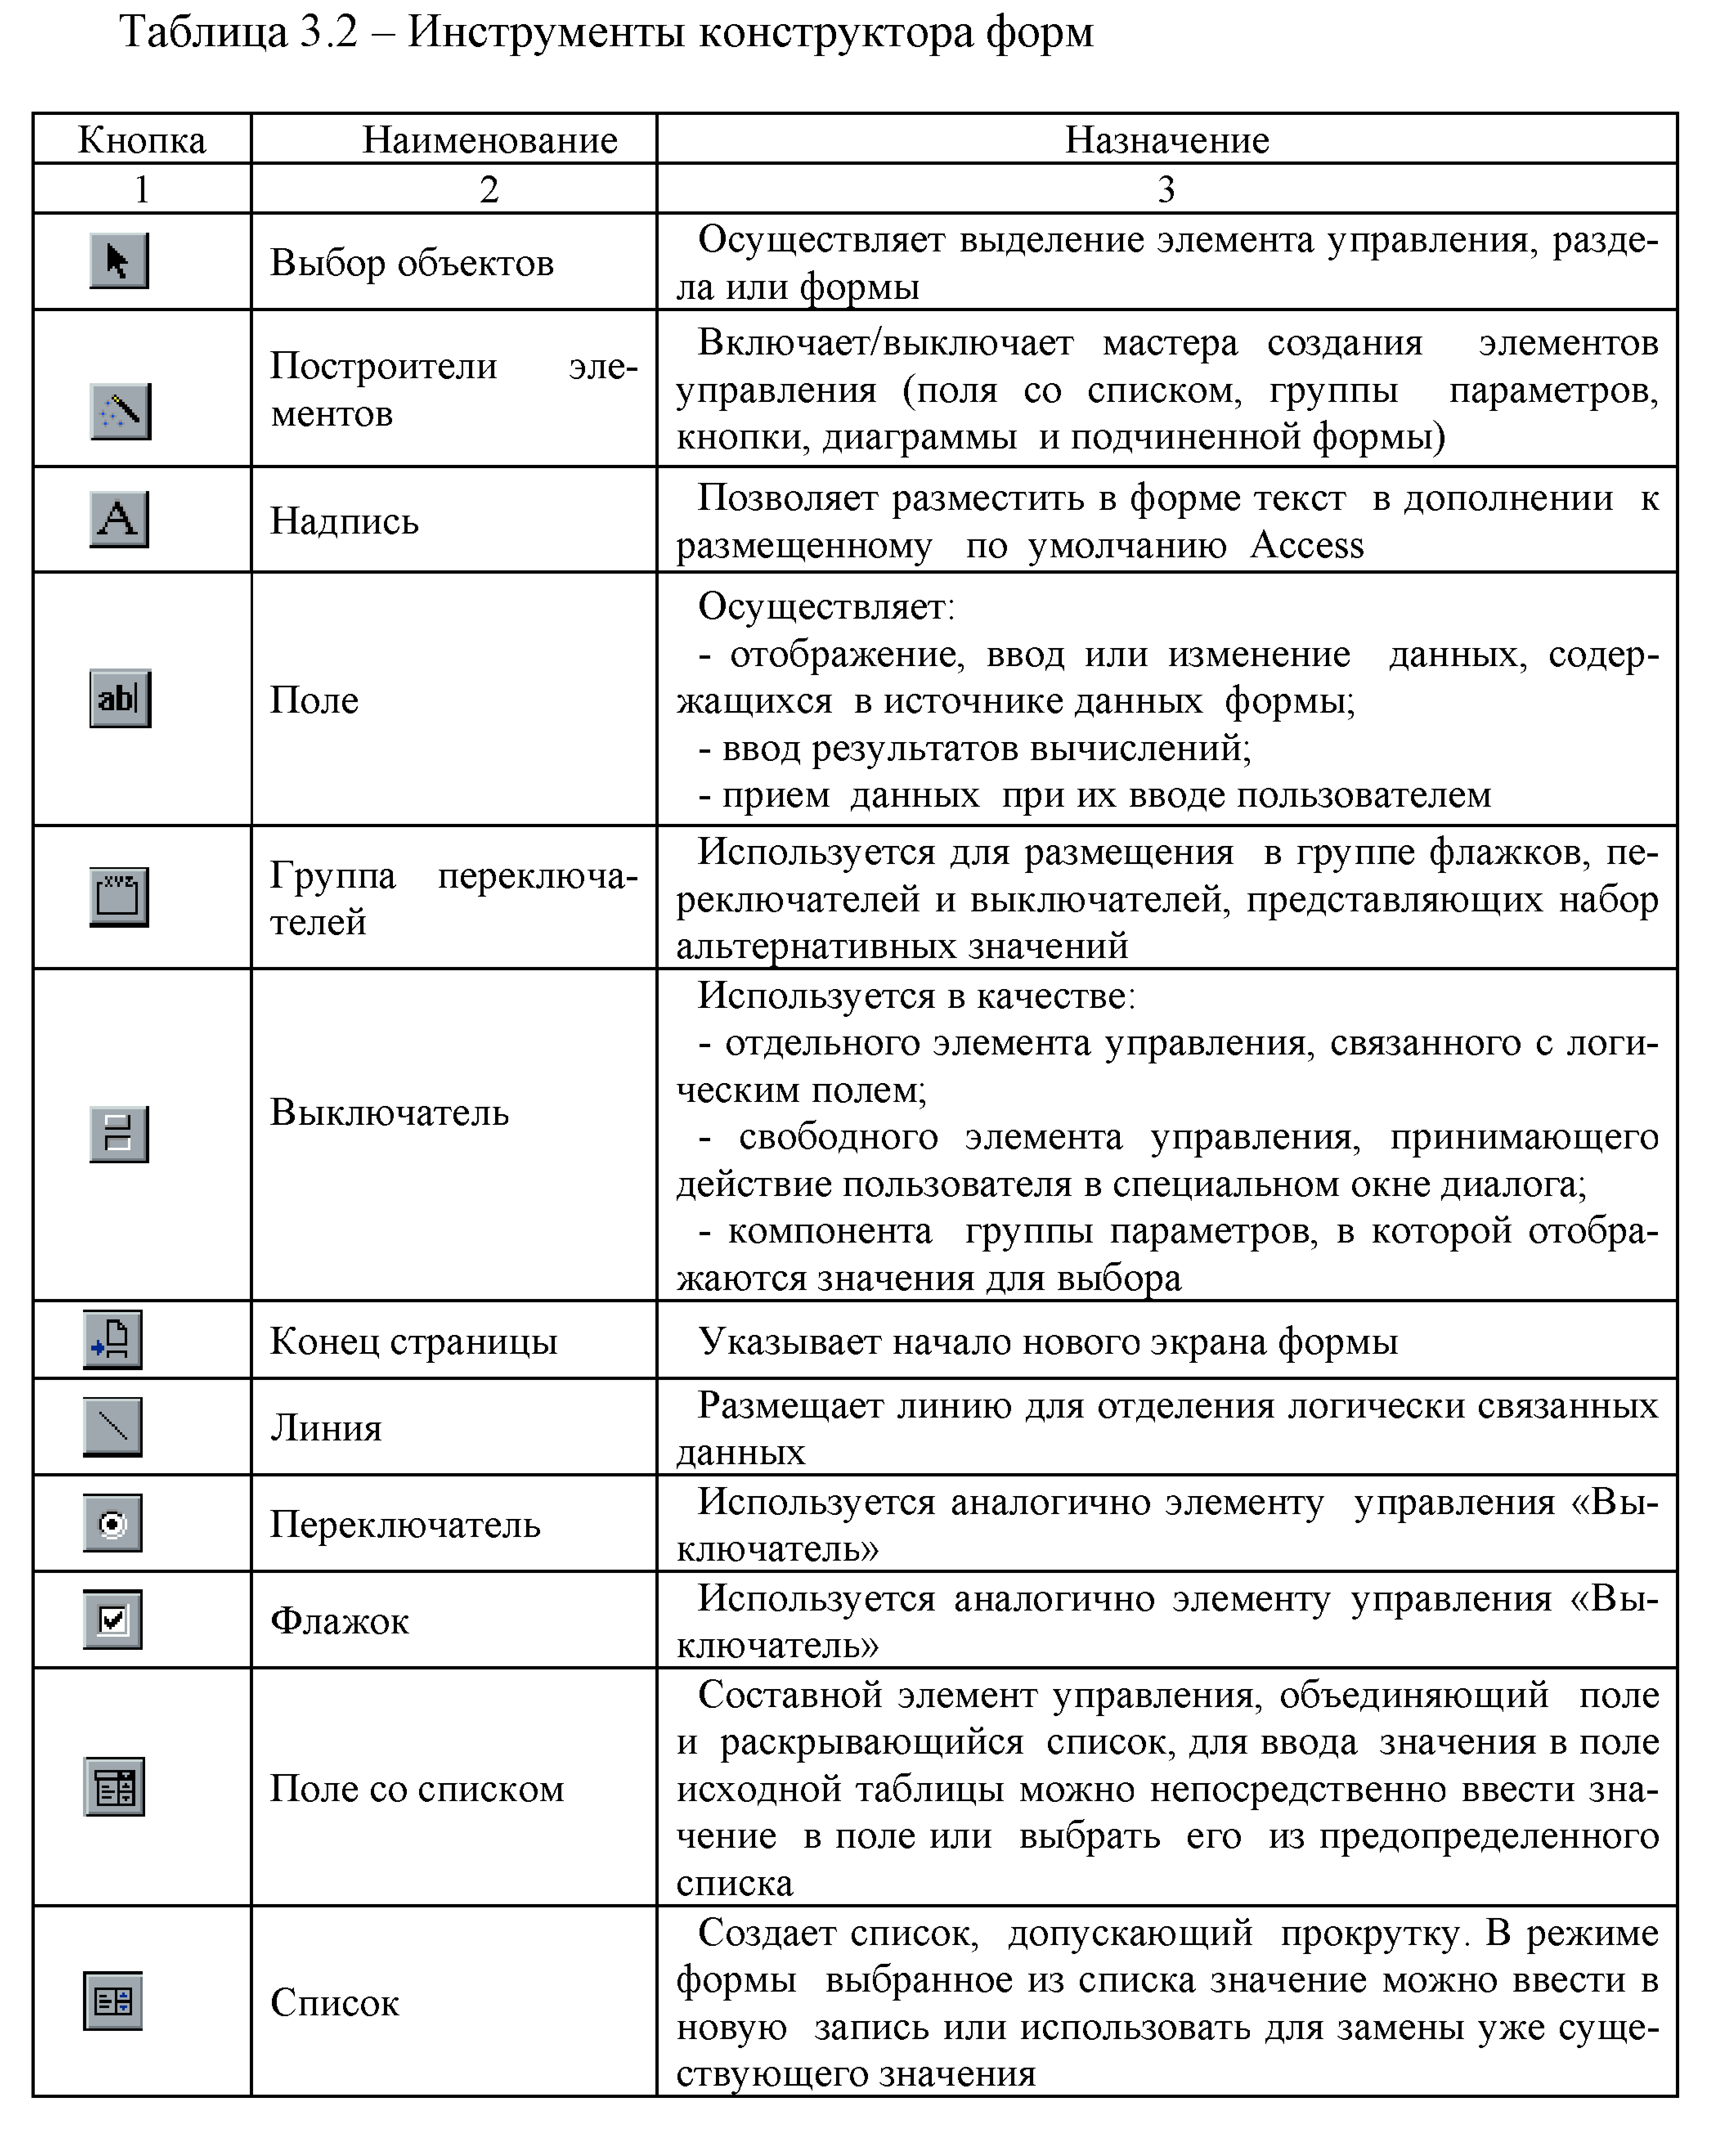 Таблица 3.2 – Инструменты конструктора форм
Кнопка Наименование Назначение
1 2 3
Выбор объектов
Осуществляет выделение элемента управления, разде-
ла или формы
Построители эле-
ментов
Включает/выключает мастера создания элементов
управления (поля со списком, группы параметров,
кнопки, диаграммы и подчиненной формы)
A
Надпись
Позволяет разместить в форме текст в дополнении к
размещенному по умолчанию Access
ab|
Поле
Осуществляет:
- отображение, ввод или изменение данных, содер-
жащихся в источнике данных формы;
- ввод результатов вычислений;
- прием данных при их вводе пользователем
XYZ
Группа переключа-
телей
Используется для размещения в группе флажков, пе-
реключателей и выключателей, представляющих набор
альтернативных значений
Выключатель
Используется в качестве:
- отдельного элемента управления, связанного с логи-
ческим полем;
- свободного элемента управления, принимающего
действие пользователя в специальном окне диалога;
- компонента группы параметров, в которой отобра-
жаются значения для выбора
Конец страницы
Указывает начало нового экрана формы
Линия
Размещает линию для отделения логически связанных
данных
Переключатель
Используется аналогично элементу управления «Вы-
ключатель»
Флажок
Используется аналогично элементу управления «Вы-
ключатель»
Поле со списком
Составной элемент управления, объединяющий поле
и раскрывающийся список, для ввода значения в поле
исходной таблицы можно непосредственно ввести зна-
чение в поле или выбрать его из предопределенного
списка
Список
Создает список, допускающий прокрутку. В режиме
формы выбранное из списка значение можно ввести в
новую запись или использовать для замены уже суще-
ствующего значения